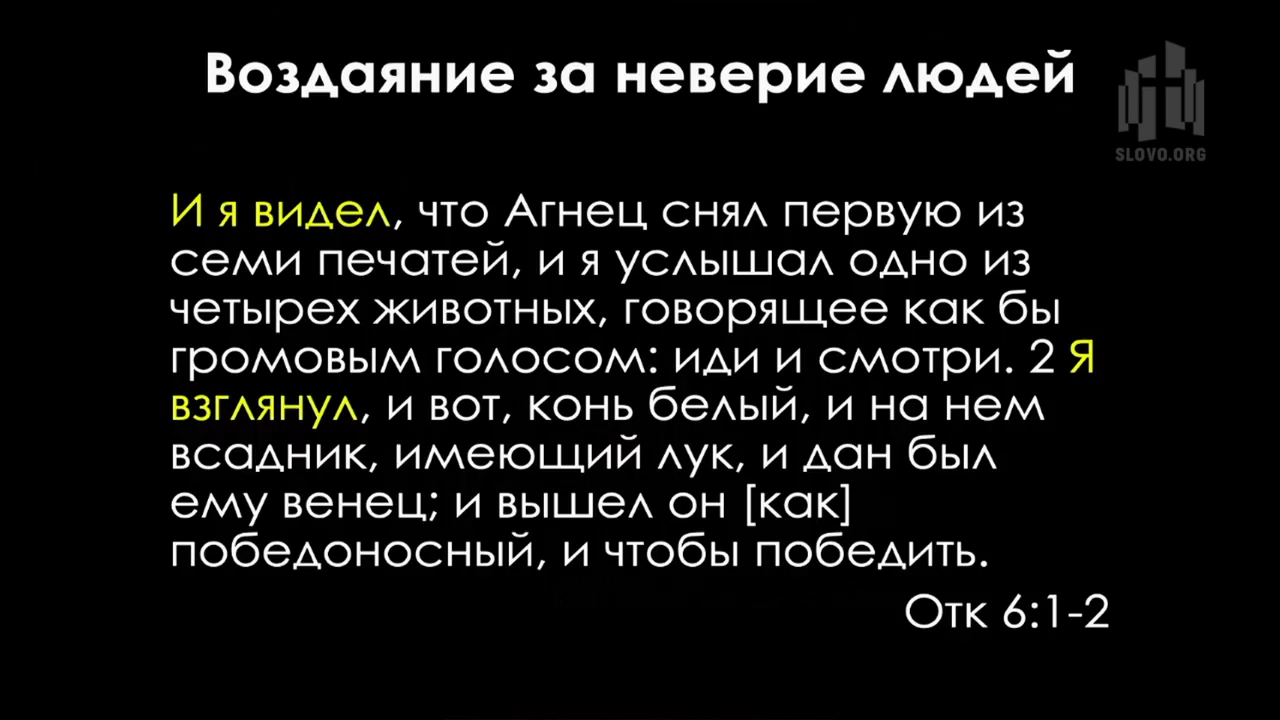 Воздаяние за неверие людей
SLOVO.ORG
И я видел, что Агнец снял первую из
семи печатей, и я услышал одно из
четырех животных, говорящее как бы
громовым голосом: иди и смотри. 2 Я
взглянул, и вот, конь белый, и на нем
всадник, имеющий лук, и дан был
ему венец; и вышел он [как]
победоносный, и чтобы победить.
Отк 6:1-2